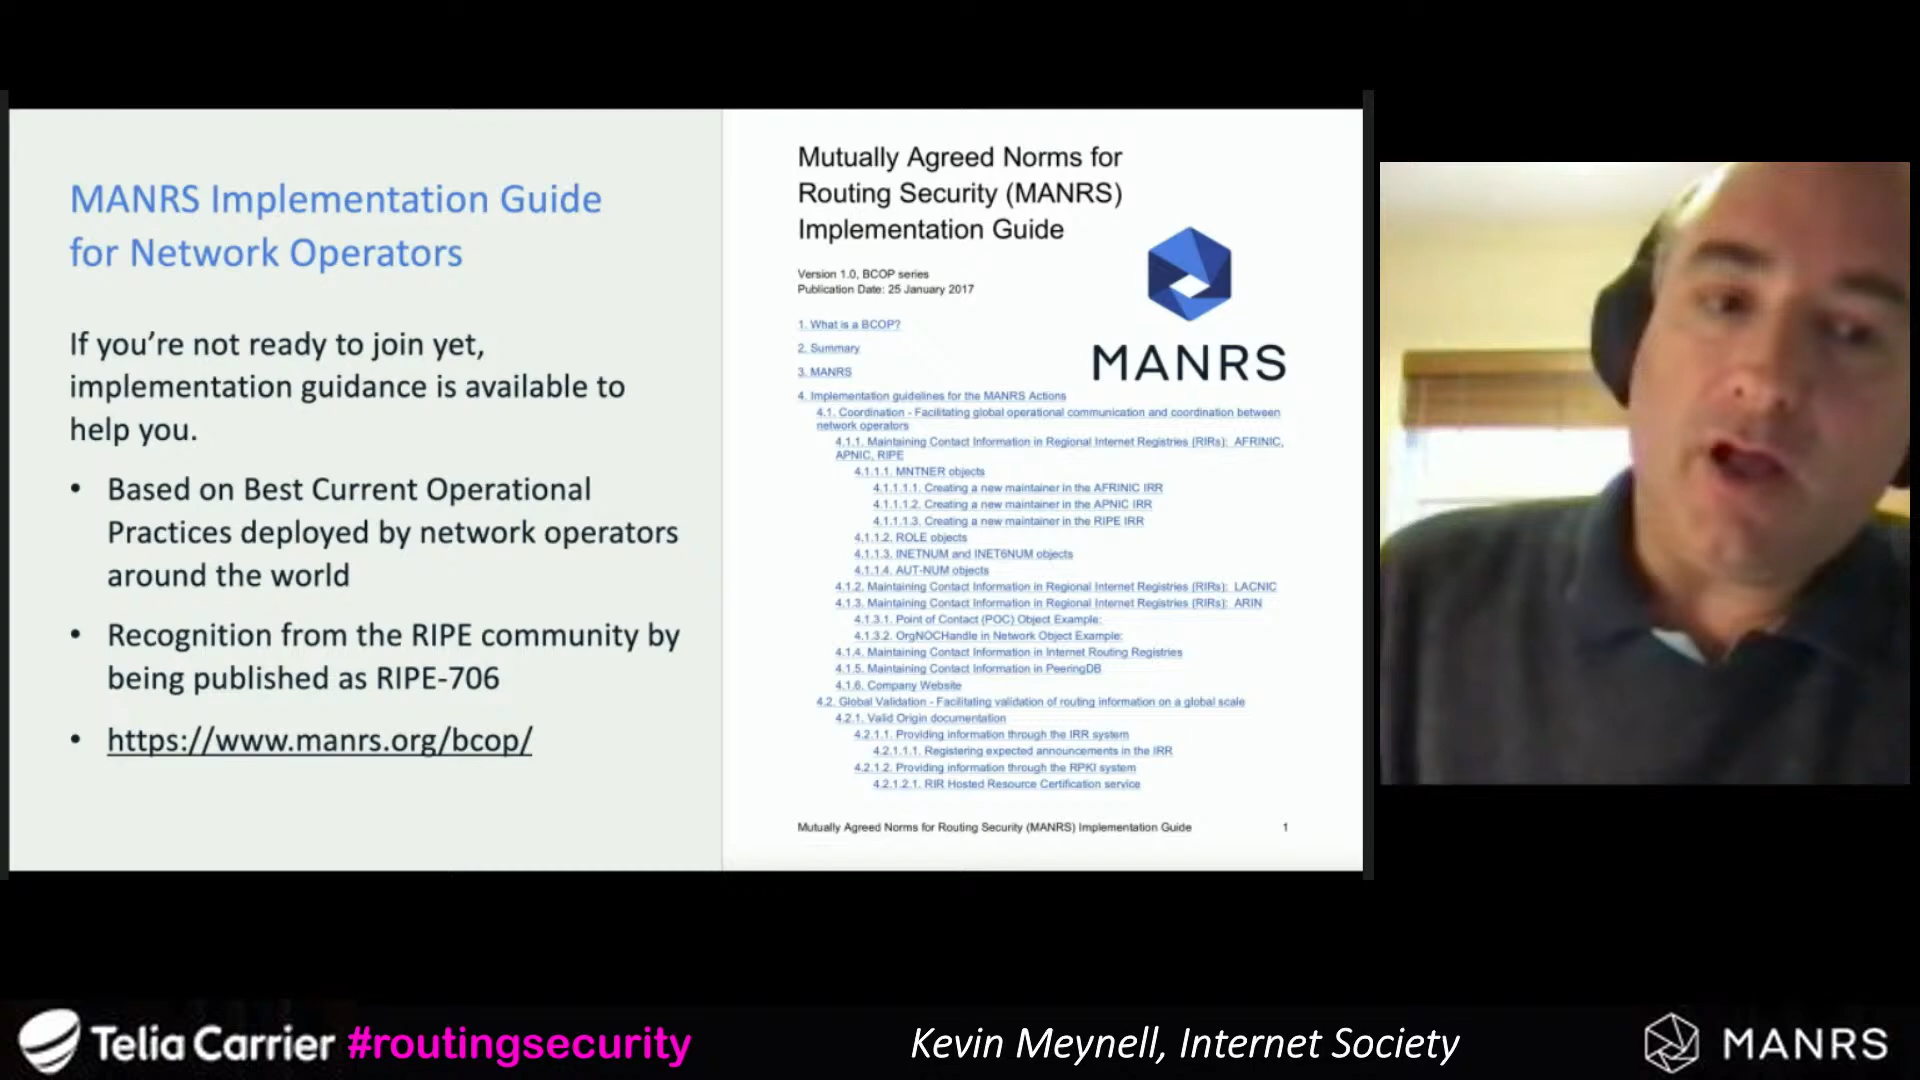 MANRS Implementation Guide
for Network Operators
If you're not ready to join yet,
implementation guidance is available to
help you.
• Based on Best Current Operational
Practices deployed by network operators
around the world
• Recognition from the RIPE community by
being published as RIPE-706
• https://www.manrs.org/bcop/
Mutually Agreed Norms for
Routing Security (MANRS)
Implementation Guide
Version 1.0, BCOP series
Publication Date: 25 January 2017
MANRS
1. What is a BCOP?
2. Summary
3. MANRS
4. Implementation guidelines for the MANRS Actions
4.1. Coordination - Facilitating global operational communication and coordination between
network operators
4.1.1. Maintaining Contact Information in Regional Internet Registries (RIRs): AFRINIC,
APNIC, RIPE
4.1.1.1. MNTNER objects
4.1.1.1.1. Creating a new maintainer in the AFRINIC IRR
4.1.1.1.2. Creating a new maintainer in the APNIC IRR
4.1.1.1.3. Creating a new maintainer in the RIPE IRR
4.1.1.2. ROLE objects
4.1.1.3. INETNUM and INET6NUM objects
4.1.1.4. AUT-NUM objects
4.1.2. Maintaining Contact Information in Regional Internet Registries (RIRs): LACNIC
4.1.3. Maintaining Contact Information in Regional Internet Registries (RIRs): ARIN
4.1.3.1. Point of Contact (POC) Object Example:
4.1.3.2. OrgNOCHandle in Network Object Example:
4.1.4. Maintaining Contact Information in Internet Routing Registries
4.1.5. Maintaining Contact Information in PeeringDB
4.1.6. Company Website
4.2. Global Validation - Facilitating validation of routing information on a global scale
4.2.1. Valid Origin documentation
4.2.1.1. Providing information through the IRR system
4.2.1.1.1. Registering expected announcements in the IRR
4.2.1.2. Providing information through the RPKI system
4.2.1.2.1. RIR Hosted Resource Certification service
Mutually Agreed Norms for Routing Security (MANRS) Implementation Guide 1
Telia Carrier #routingsecurity
Kevin Meynell, Internet Society
MANRS